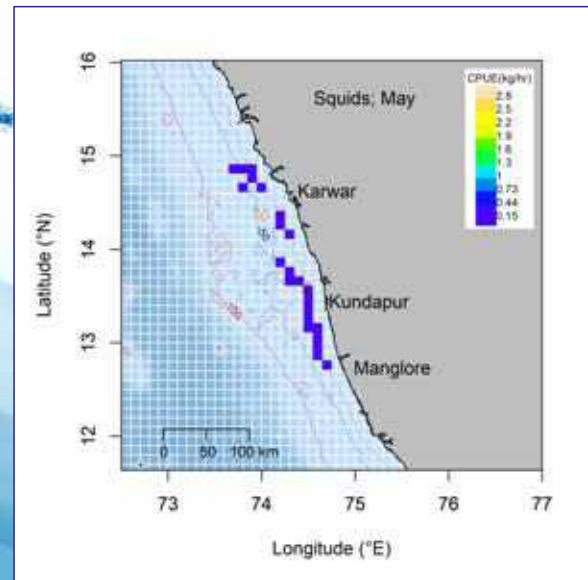 Squids; May
CPUE(kg/hr)
2.8
2.5
2.2
1.9
1.6
1.3
1
0.73
0.44
0.15
Karwar
Kundapur
Manglore
16
15
14
13
12
Latitude (°N)
0 50 100 km
73 74 75 76 77
Longitude (°E)